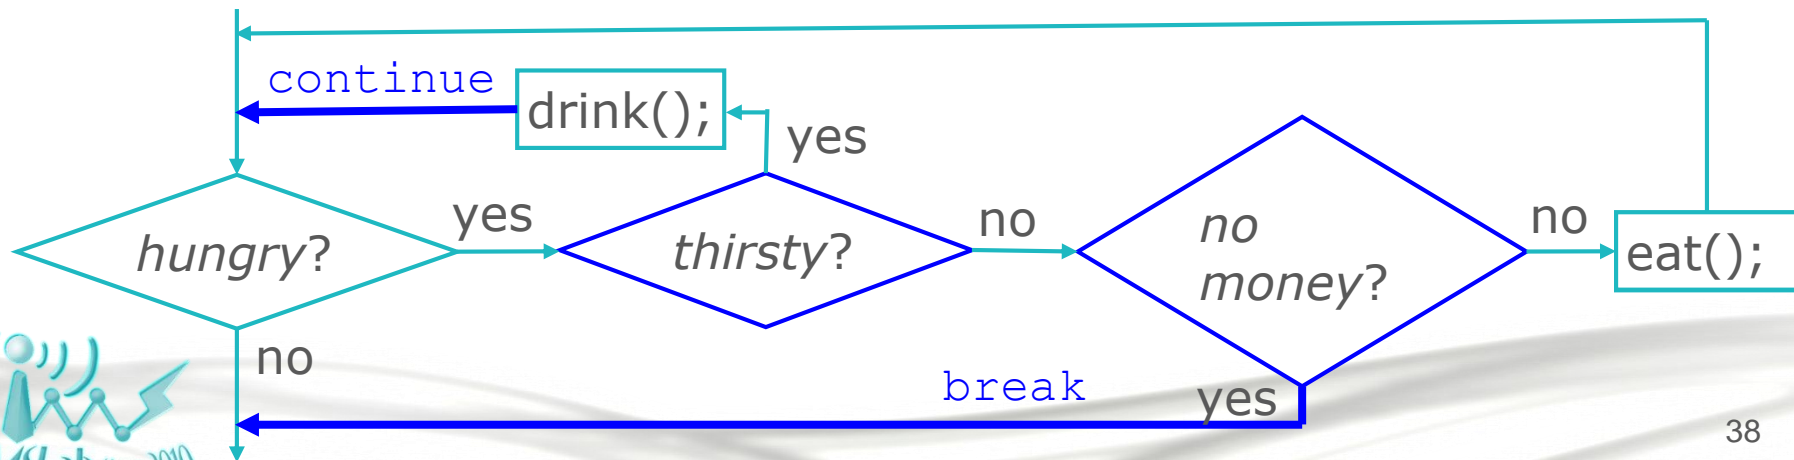 continue
drink();
yes
hungry?
yes
thirsty?
no
no
money?
no
eat();
no
break
yes
38